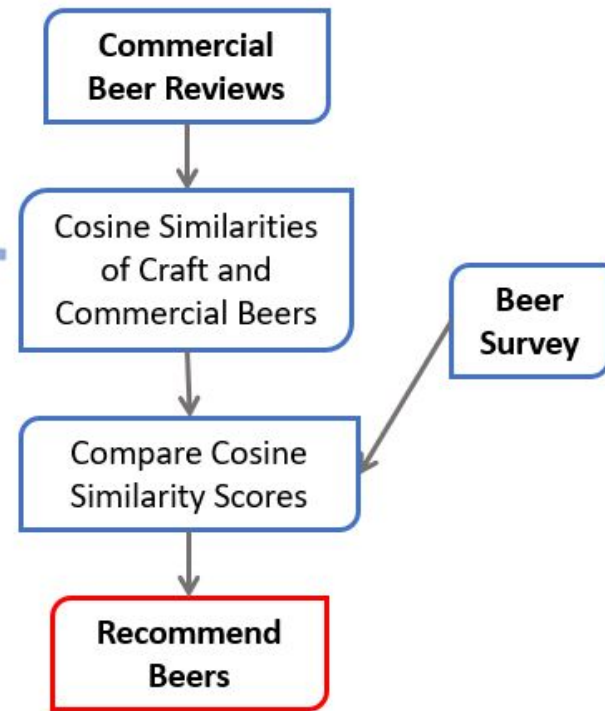 Commercial
Beer Reviews
Cosine Similarities
of Craft and
Commercial Beers
Beer
Survey
Compare Cosine
Similarity Scores
Recommend
Beers